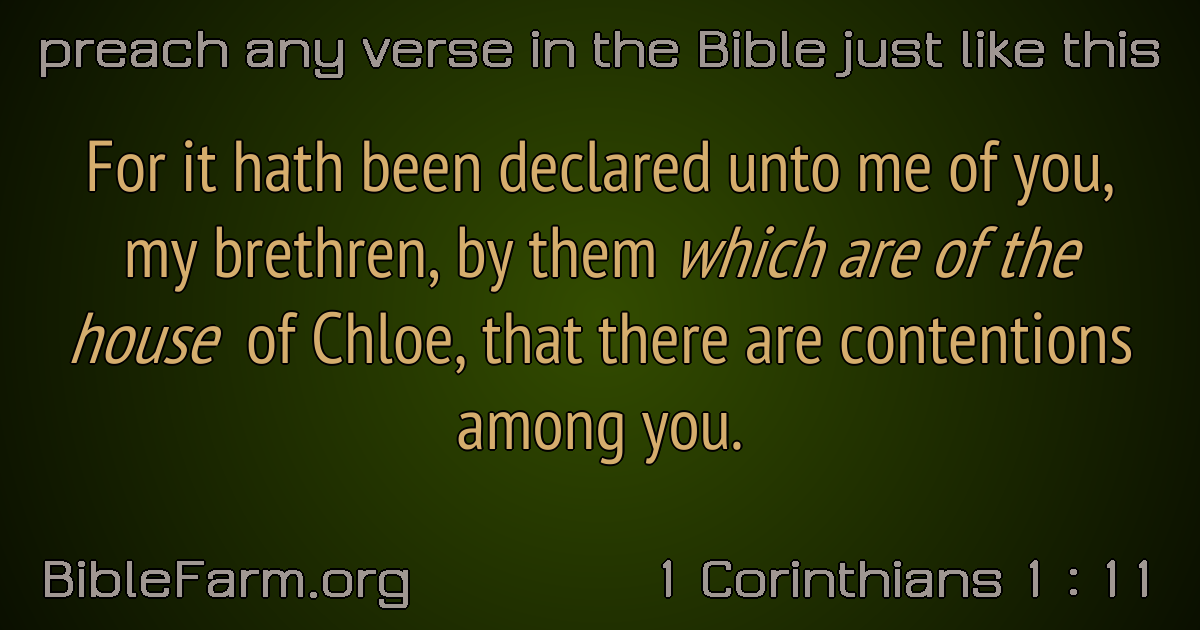 preach any verse in the Bible just like this
For it hath been declared unto me of you,
my brethren, by them which are of the
house of Chloe, that there are contentions
among you.
BibleFarm.org
1 Corinthians 1 : 11